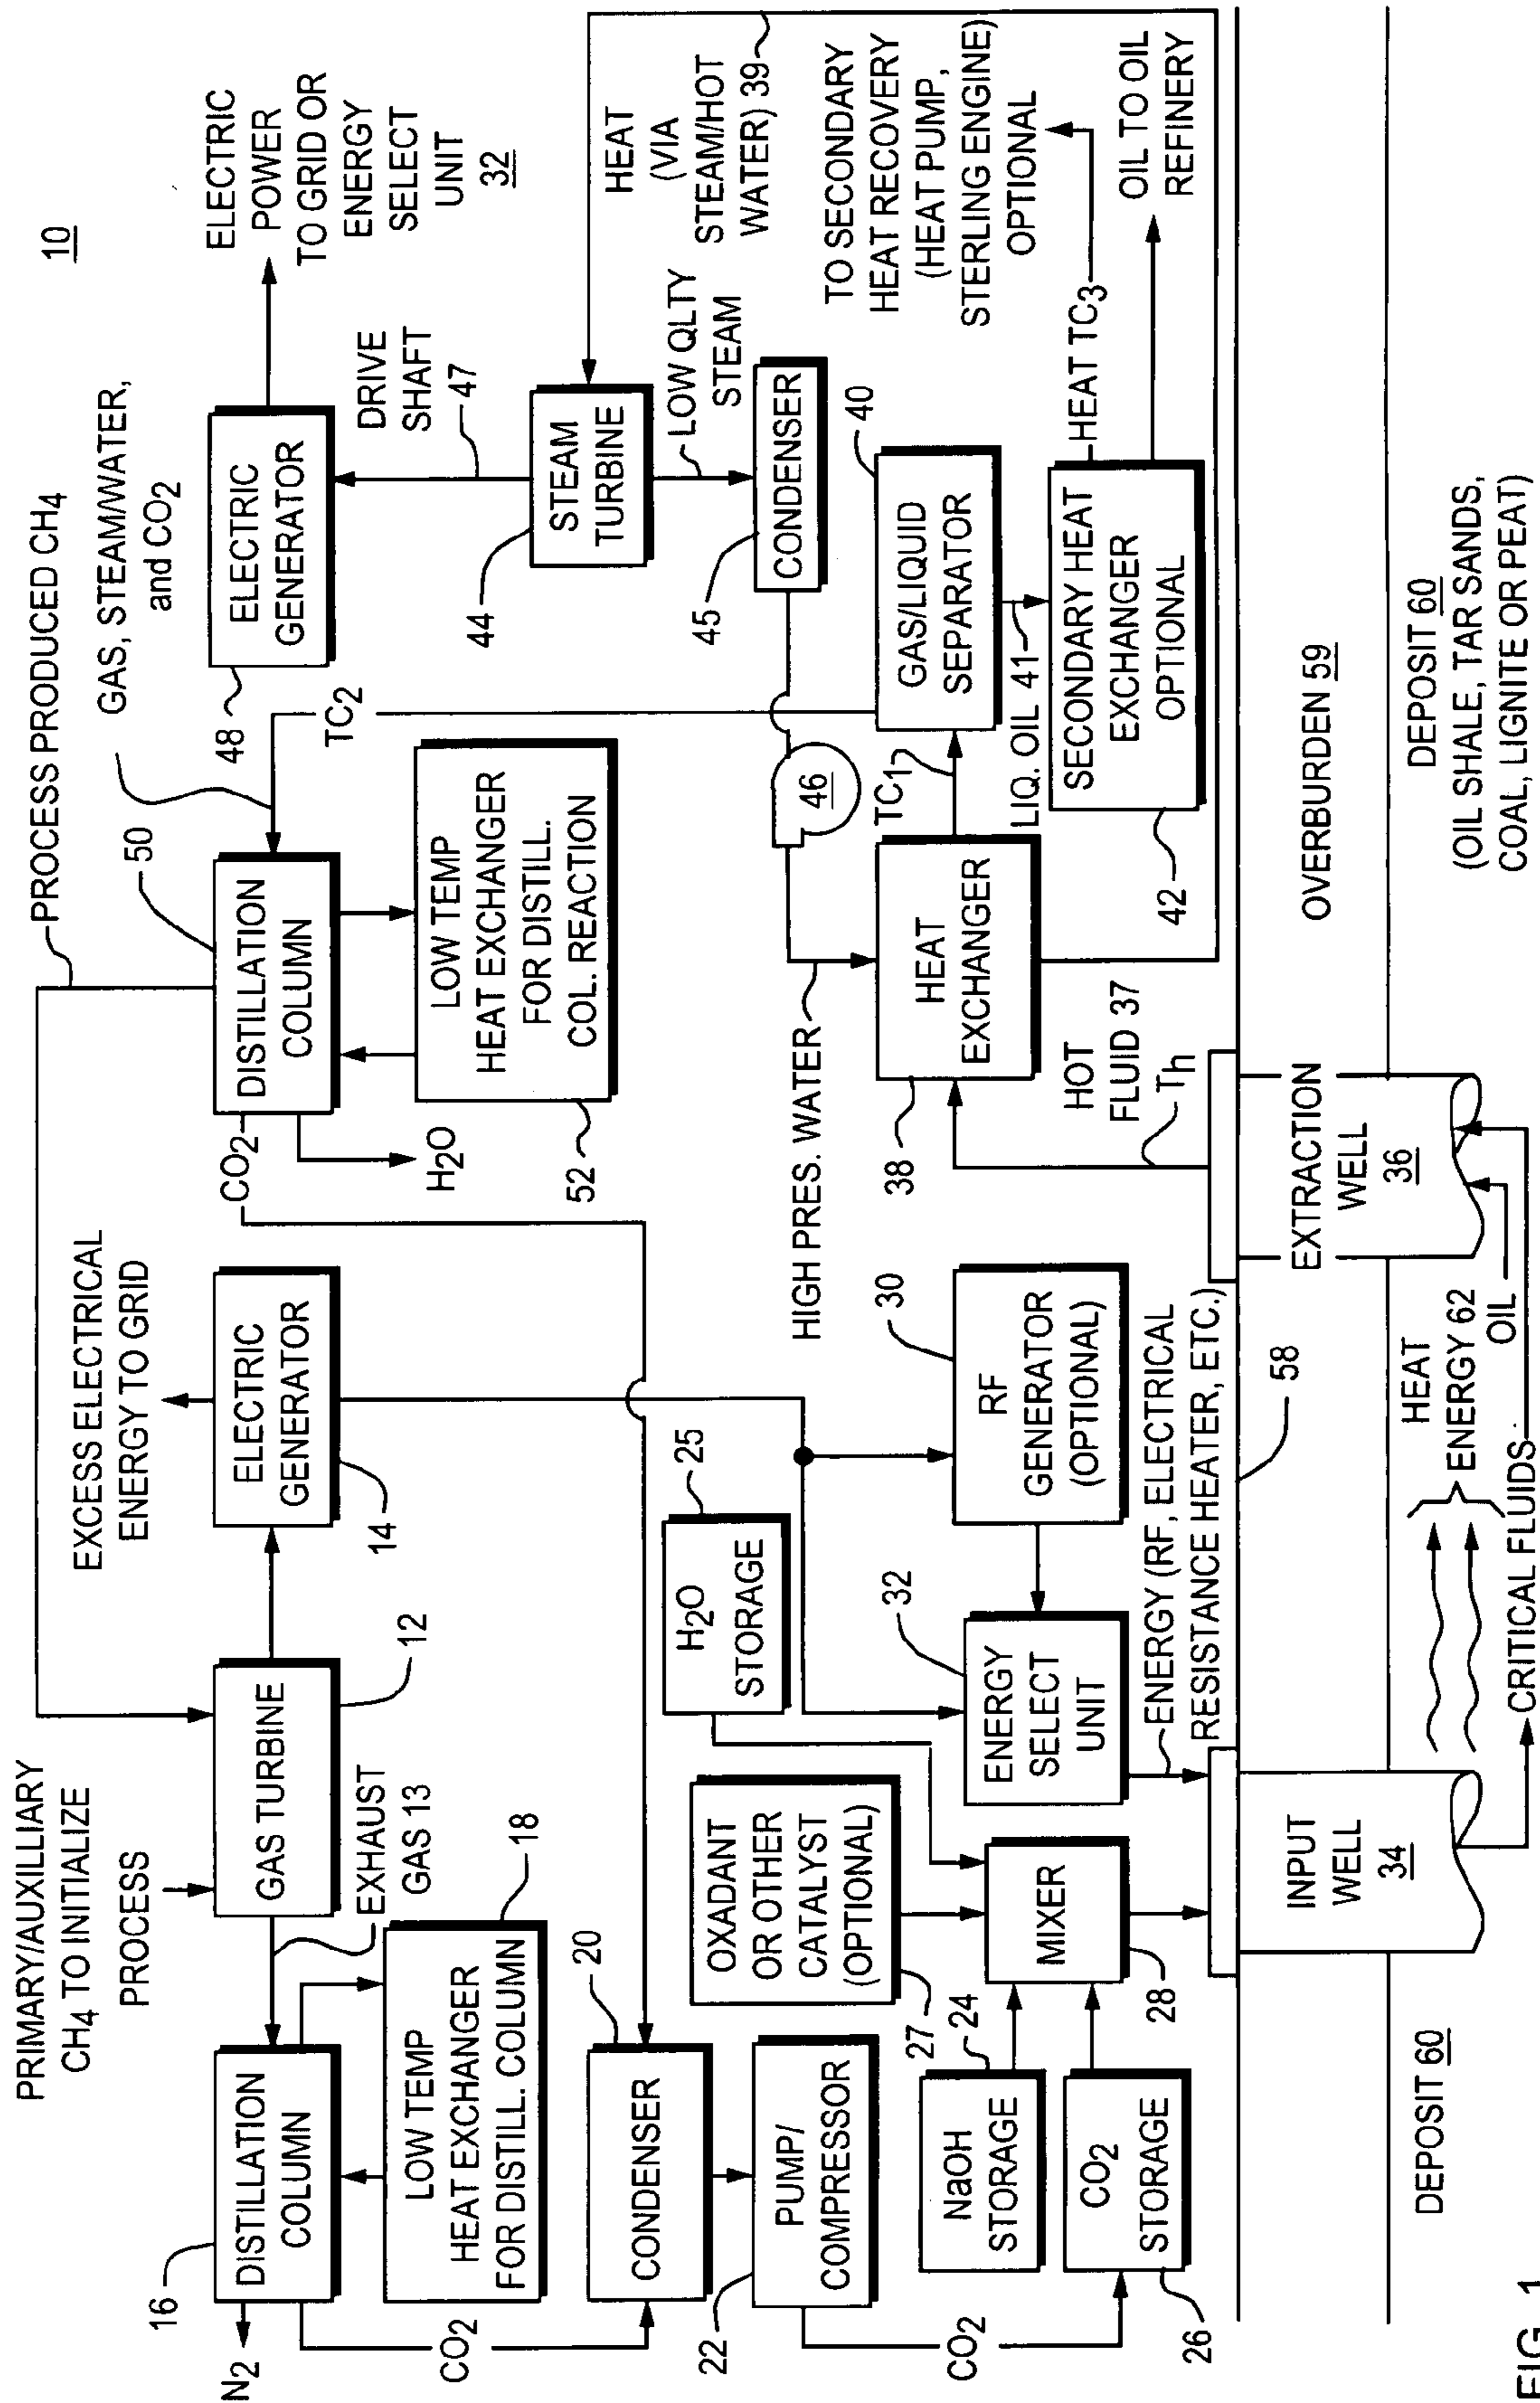 10
PRIMARY/AUXILLIARY
CH4 TO INITIALIZE
PROCESS
EXCESS ELECTRICAL
ENERGY TO GRID
PROCESS PRODUCED CH4
GAS, STEAM/WATER,
and CO2
ELECTRIC
POWER
TO GRID OR
ENERGY
SELECT
UNIT
32
N2
16
DISTILLATION
COLUMN
GAS TURBINE
12
EXHAUST
GAS 13
ELECTRIC
GENERATOR
14
CO2
H2O
DISTILLATION
COLUMN
50
TC2
48
ELECTRIC
GENERATOR
DRIVE
SHAFT
47
LOW TEMP
HEAT EXCHANGER
FOR DISTILL. COLUMN
18
LOW TEMP
HEAT EXCHANGER
FOR DISTILL.
COL. REACTION
52
44
STEAM
TURBINE
HEAT
(VIA
STEAM/HOT
WATER) 39
LOW QLTY
STEAM
CO2
CONDENSER
20
45
CONDENSER
22
PUMP/
COMPRESSOR
CO2
H2O
STORAGE
25
OXADANT
OR OTHER
CATALYST
(OPTIONAL)
27
HIGH PRES. WATER
46
TO SECONDARY
HEAT RECOVERY
(HEAT PUMP,
STERLING ENGINE)
OPTIONAL
NaOH
STORAGE
24
CO2
STORAGE
26
MIXER
28
ENERGY
SELECT
UNIT
32
RF
GENERATOR
(OPTIONAL)
30
38
HEAT
EXCHANGER
TC1
GAS/LIQUID
SEPARATOR
40
LIQ. OIL 41
SECONDARY HEAT
EXCHANGER
OPTIONAL
42
HEAT TC3
OIL TO OIL
REFINERY
ENERGY (RF, ELECTRICAL
RESISTANCE HEATER, ETC.)
HOT
FLUID 37
Th
58
INPUT
WELL
34
EXTRACTION
WELL
36
OVERBURDEN 59
DEPOSIT 60
HEAT
ENERGY 62
OIL
CRITICAL FLUIDS
DEPOSIT 60
(OIL SHALE, TAR SANDS,
COAL, LIGNITE OR PEAT)
FIG. 1